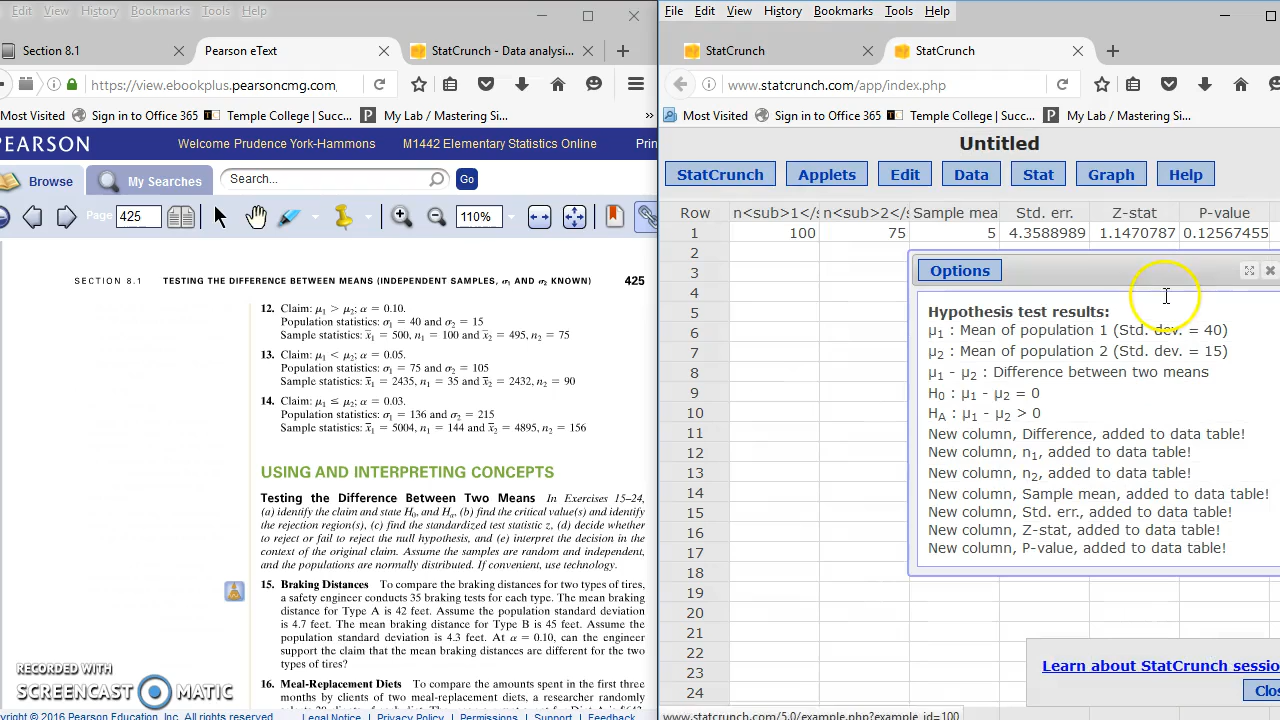 Edit View History Bookmarks Tools Help
Section 8.1 Pearson eText StatCrunch - Data analysi...
https://view.ebookplus.pearsoncmg.com
Most Visited Sign in to Office 365 Temple College | Succ... My Lab / Mastering Si... »
PEARSON Welcome Prudence York-Hammons M1442 Elementary Statistics Online Prin
Browse My Searches Search... Go
Page 425 110%
SECTION 8.1 TESTING THE DIFFERENCE BETWEEN MEANS (INDEPENDENT SAMPLES, σ1 AND σ2 KNOWN) 425
12. Claim: μ1 > μ2; α = 0.10.
Population statistics: σ1 = 40 and σ2 = 15
Sample statistics: x̄1 = 500, n1 = 100 and x̄2 = 495, n2 = 75
13. Claim: μ1 < μ2; α = 0.05.
Population statistics: σ1 = 75 and σ2 = 105
Sample statistics: x̄1 = 2435, n1 = 35 and x̄2 = 2432, n2 = 90
14. Claim: μ1 ≤ μ2; α = 0.03.
Population statistics: σ1 = 136 and σ2 = 215
Sample statistics: x̄1 = 5004, n1 = 144 and x̄2 = 4895, n2 = 156
USING AND INTERPRETING CONCEPTS
Testing the Difference Between Two Means In Exercises 15–24,
(a) identify the claim and state H0 and Ha, (b) find the critical value(s) and identify
the rejection region(s), (c) find the standardized test statistic z, (d) decide whether
to reject or fail to reject the null hypothesis, and (e) interpret the decision in the
context of the original claim. Assume the samples are random and independent,
and the populations are normally distributed. If convenient, use technology.
15. Braking Distances To compare the braking distances for two types of tires,
a safety engineer conducts 35 braking tests for each type. The mean braking
distance for Type A is 42 feet. Assume the population standard deviation
is 4.7 feet. The mean braking distance for Type B is 45 feet. Assume the
population standard deviation is 4.3 feet. At α = 0.10, can the engineer
support the claim that the mean braking distances are different for the two
types of tires?
16. Meal-Replacement Diets To compare the amounts spent in the first three
months by clients of two meal-replacement diets, a researcher randomly
RECORDED WITH
SCREENCAST MATIC
copyright © 2016 Pearson Education, Inc. All rights reserved. Legal Notice | Privacy Policy | Permissions | Support | Feedback
File Edit View History Bookmarks Tools Help
StatCrunch StatCrunch
www.statcrunch.com/app/index.php
Most Visited Sign in to Office 365 Temple College | Succ... My Lab / Mastering Si...
Untitled
StatCrunch Applets Edit Data Stat Graph Help
Row n<sub>1</s n<sub>2</s Sample mea Std. err. Z-stat P-value
1 100 75 5 4.3588989 1.1470787 0.12567455
2
3
4
5
6
7
8
9
10
11
12
13
14
15
16
17
18
19
20
21
22
23
24
Options
Hypothesis test results:
μ1 : Mean of population 1 (Std. dev. = 40)
μ2 : Mean of population 2 (Std. dev. = 15)
μ1 - μ2 : Difference between two means
H0 : μ1 - μ2 = 0
HA : μ1 - μ2 > 0
New column, Difference, added to data table!
New column, n1, added to data table!
New column, n2, added to data table!
New column, Sample mean, added to data table!
New column, Std. err., added to data table!
New column, Z-stat, added to data table!
New column, P-value, added to data table!
Learn about StatCrunch sessio
Clos
www.statcrunch.com/5.0/example.php?example_id=100